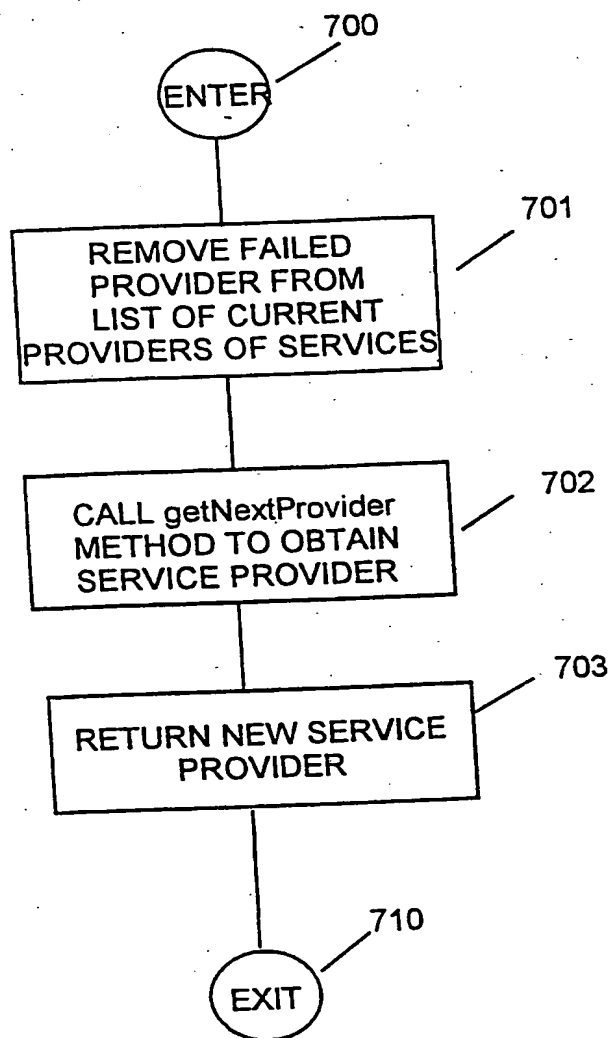 700
ENTER
701
REMOVE FAILED
PROVIDER FROM
LIST OF CURRENT
PROVIDERS OF SERVICES
702
CALL getNextProvider
METHOD TO OBTAIN
SERVICE PROVIDER
703
RETURN NEW SERVICE
PROVIDER
710
EXIT